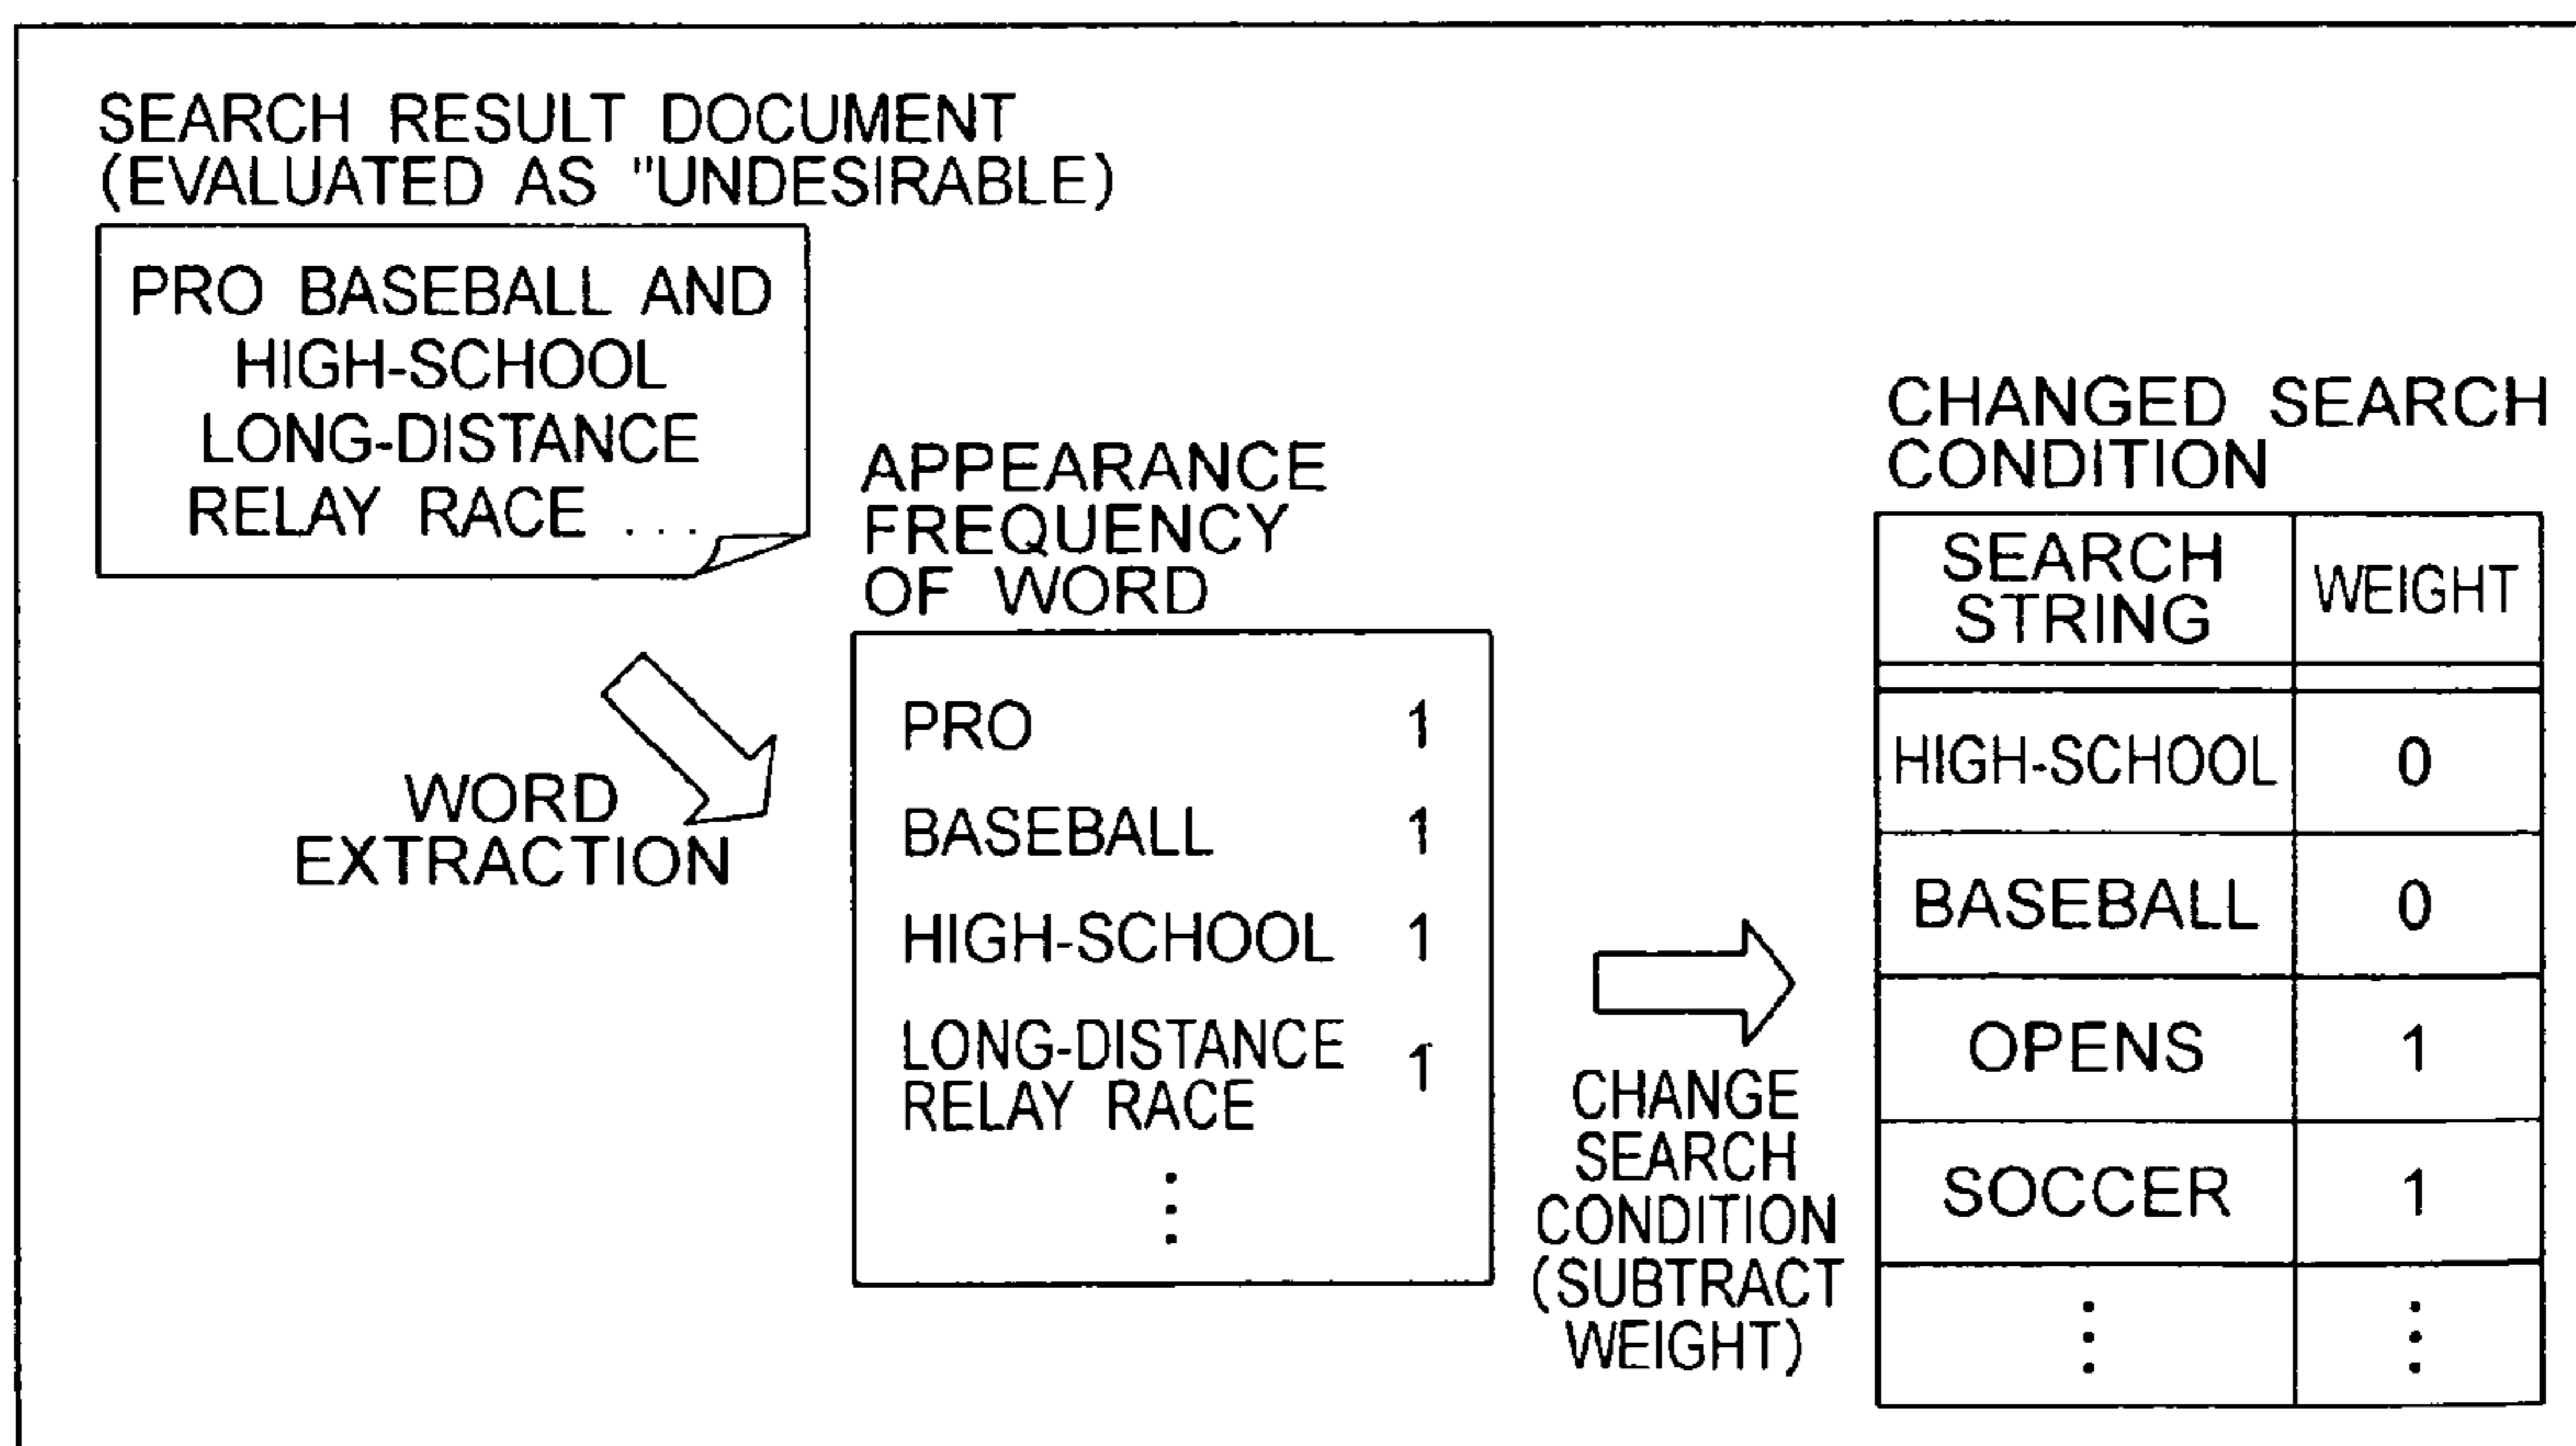 SEARCH RESULT DOCUMENT
(EVALUATED AS "UNDESIRABLE)
PRO BASEBALL AND
HIGH-SCHOOL
LONG-DISTANCE
RELAY RACE ...
WORD
EXTRACTION
APPEARANCE
FREQUENCY
OF WORD
PRO 1
BASEBALL 1
HIGH-SCHOOL 1
LONG-DISTANCE
RELAY RACE 1
⋮
CHANGE
SEARCH
CONDITION
(SUBTRACT
WEIGHT)
CHANGED SEARCH
CONDITION
SEARCH
STRING WEIGHT
HIGH-SCHOOL 0
BASEBALL 0
OPENS 1
SOCCER 1
⋮ ⋮